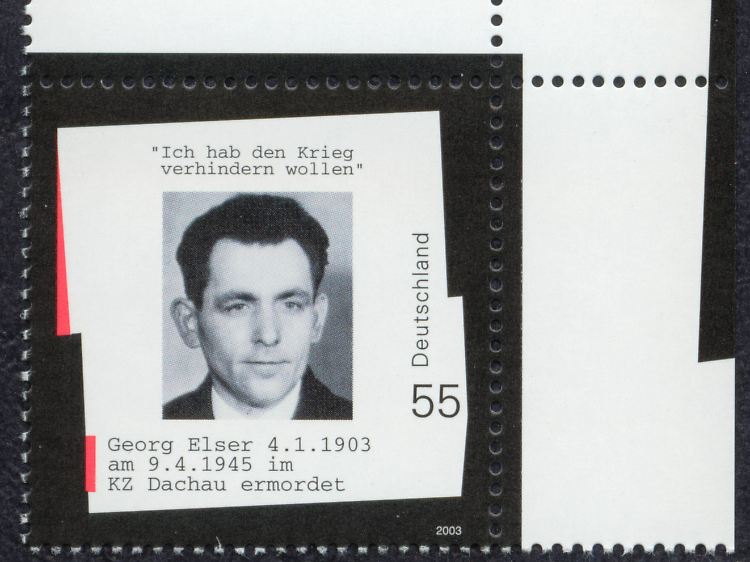 "Ich hab den Krieg
verhindern wollen"
Deutschland
55
Georg Elser 4.1.1903
am 9.4.1945 im
KZ Dachau ermordet
2003